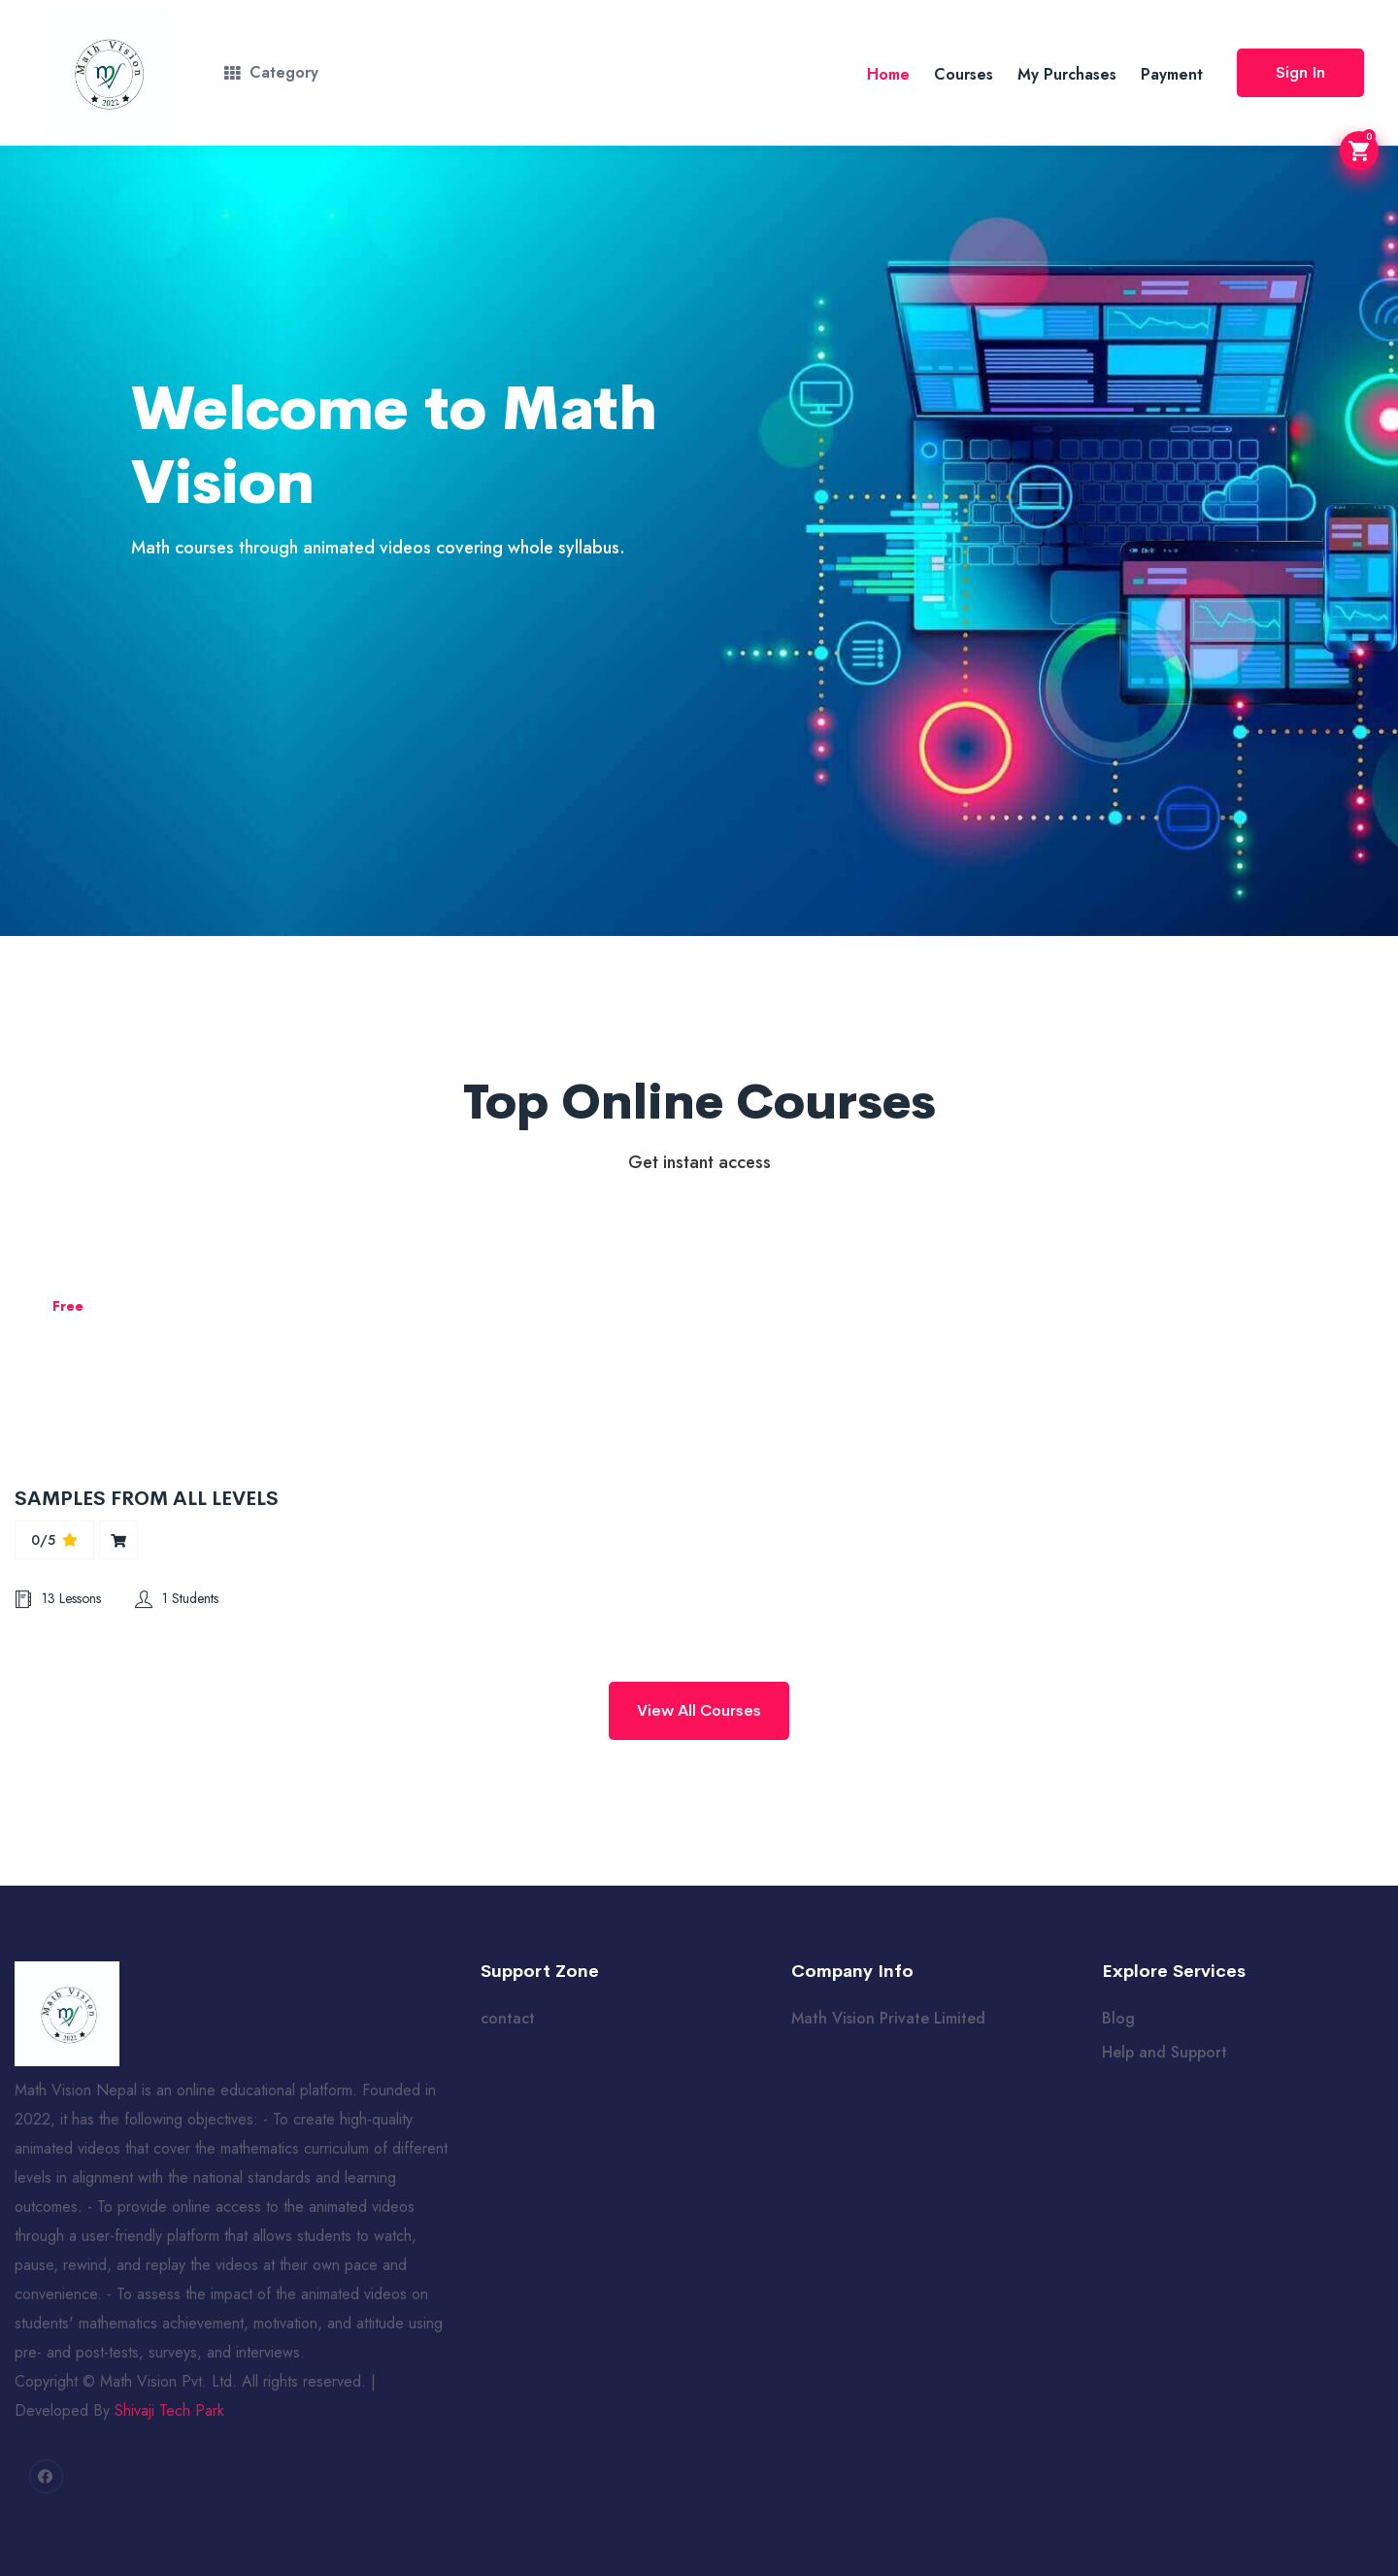 Math Vision
mv
2022
Category
Home Courses My Purchases Payment Sign In
0
Welcome to Math
Vision
Math courses through animated videos covering whole syllabus.
Top Online Courses
Get instant access
Free
SAMPLES FROM ALL LEVELS
0/5
13 Lessons 1 Students
View All Courses
Math Vision
mv
2022
Math Vision Nepal is an online educational platform. Founded in
2022, it has the following objectives: - To create high-quality
animated videos that cover the mathematics curriculum of different
levels in alignment with the national standards and learning
outcomes. - To provide online access to the animated videos
through a user-friendly platform that allows students to watch,
pause, rewind, and replay the videos at their own pace and
convenience. - To assess the impact of the animated videos on
students' mathematics achievement, motivation, and attitude using
pre- and post-tests, surveys, and interviews.
Copyright © Math Vision Pvt. Ltd. All rights reserved. |
Developed By Shivaji Tech Park
Support Zone
contact
Company Info
Math Vision Private Limited
Explore Services
Blog
Help and Support